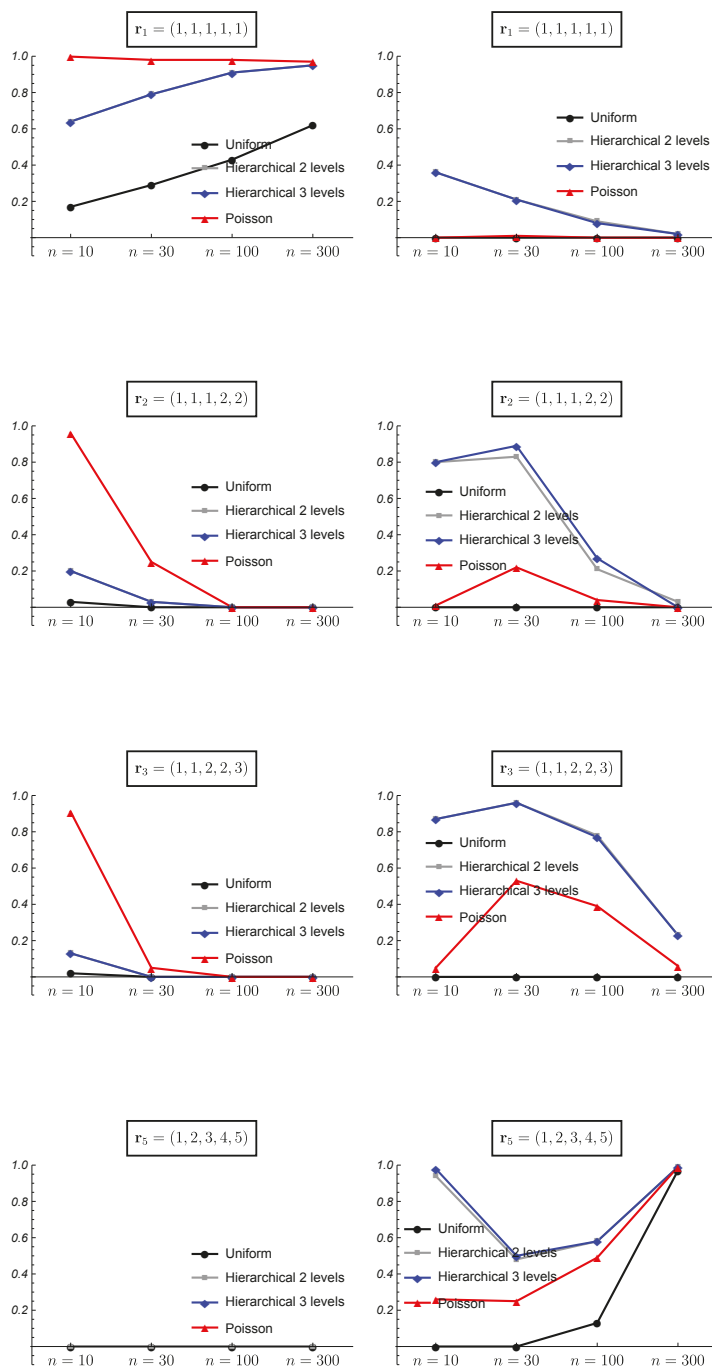 r₁ = (1, 1, 1, 1, 1)
1.0
0.8
0.6
0.4
0.2
Uniform
Hierarchical 2 levels
Hierarchical 3 levels
Poisson
n = 10 n = 30 n = 100 n = 300
r₁ = (1, 1, 1, 1, 1)
1.0
0.8
0.6
0.4
0.2
Uniform
Hierarchical 2 levels
Hierarchical 3 levels
Poisson
n = 10 n = 30 n = 100 n = 300
r₂ = (1, 1, 1, 2, 2)
1.0
0.8
0.6
0.4
0.2
Uniform
Hierarchical 2 levels
Hierarchical 3 levels
Poisson
n = 10 n = 30 n = 100 n = 300
r₂ = (1, 1, 1, 2, 2)
1.0
0.8
0.6
0.4
0.2
Uniform
Hierarchical 2 levels
Hierarchical 3 levels
Poisson
n = 10 n = 30 n = 100 n = 300
r₃ = (1, 1, 2, 2, 3)
1.0
0.8
0.6
0.4
0.2
Uniform
Hierarchical 2 levels
Hierarchical 3 levels
Poisson
n = 10 n = 30 n = 100 n = 300
r₃ = (1, 1, 2, 2, 3)
1.0
0.8
0.6
0.4
0.2
Uniform
Hierarchical 2 levels
Hierarchical 3 levels
Poisson
n = 10 n = 30 n = 100 n = 300
r₅ = (1, 2, 3, 4, 5)
1.0
0.8
0.6
0.4
0.2
Uniform
Hierarchical 2 levels
Hierarchical 3 levels
Poisson
n = 10 n = 30 n = 100 n = 300
r₅ = (1, 2, 3, 4, 5)
1.0
0.8
0.6
0.4
0.2
Uniform
Hierarchical 2 levels
Hierarchical 3 levels
Poisson
n = 10 n = 30 n = 100 n = 300